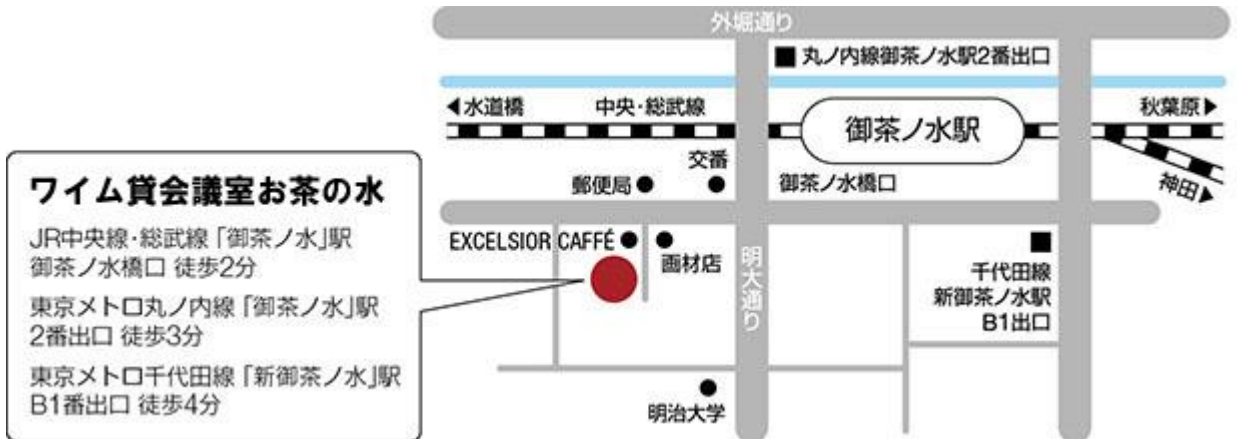 外堀通り
■ 丸ノ内線御茶ノ水駅2番出口
◀水道橋
中央・総武線
御茶ノ水駅
秋葉原▶
神田▶
交番
郵便局
御茶ノ水橋口
ワイム貸会議室お茶の水
JR中央線・総武線「御茶ノ水」駅
御茶ノ水橋口 徒歩2分
東京メトロ丸ノ内線「御茶ノ水」駅
2番出口 徒歩3分
東京メトロ千代田線「新御茶ノ水」駅
B1番出口 徒歩4分
EXCELSIOR CAFFÉ
画材店
明大通り
千代田線
新御茶ノ水駅
B1出口
明治大学